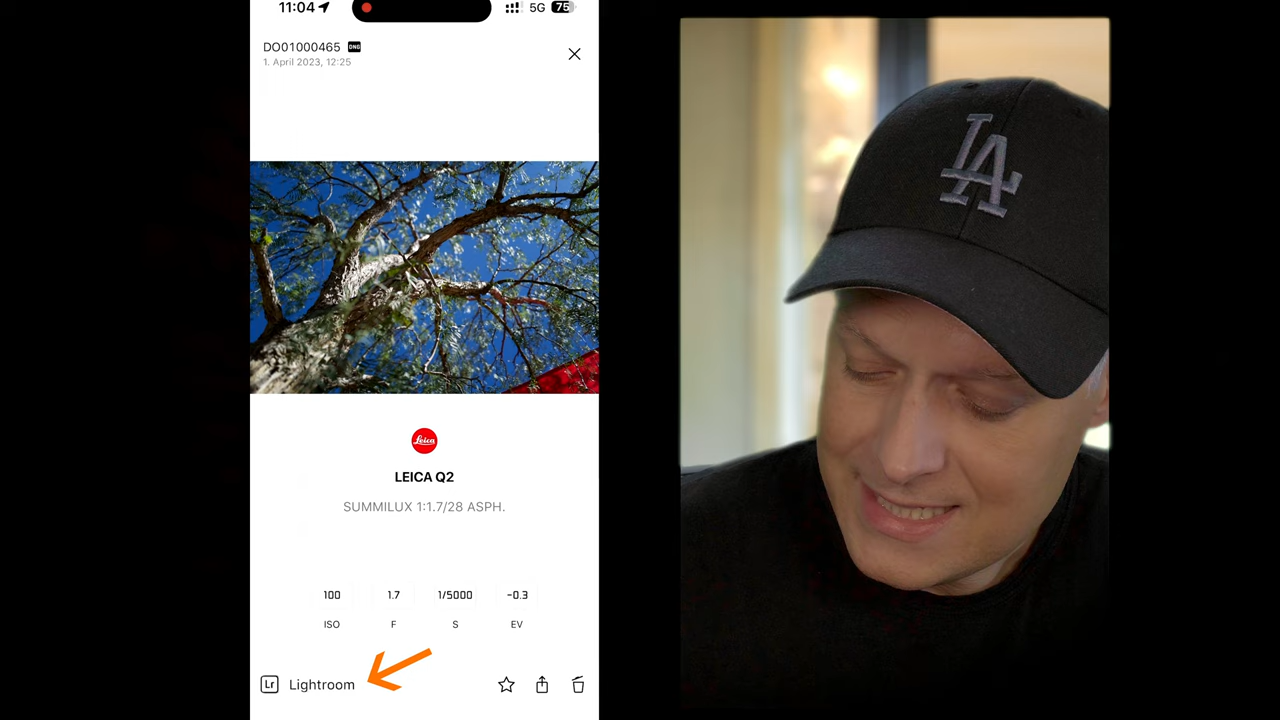 11:04
5G
75
DO01000465 DNG
1. April 2023, 12:25
Leica
LEICA Q2
SUMMILUX 1:1.7/28 ASPH.
100 1.7 1/5000 -0.3
ISO F S EV
Lr Lightroom
LA